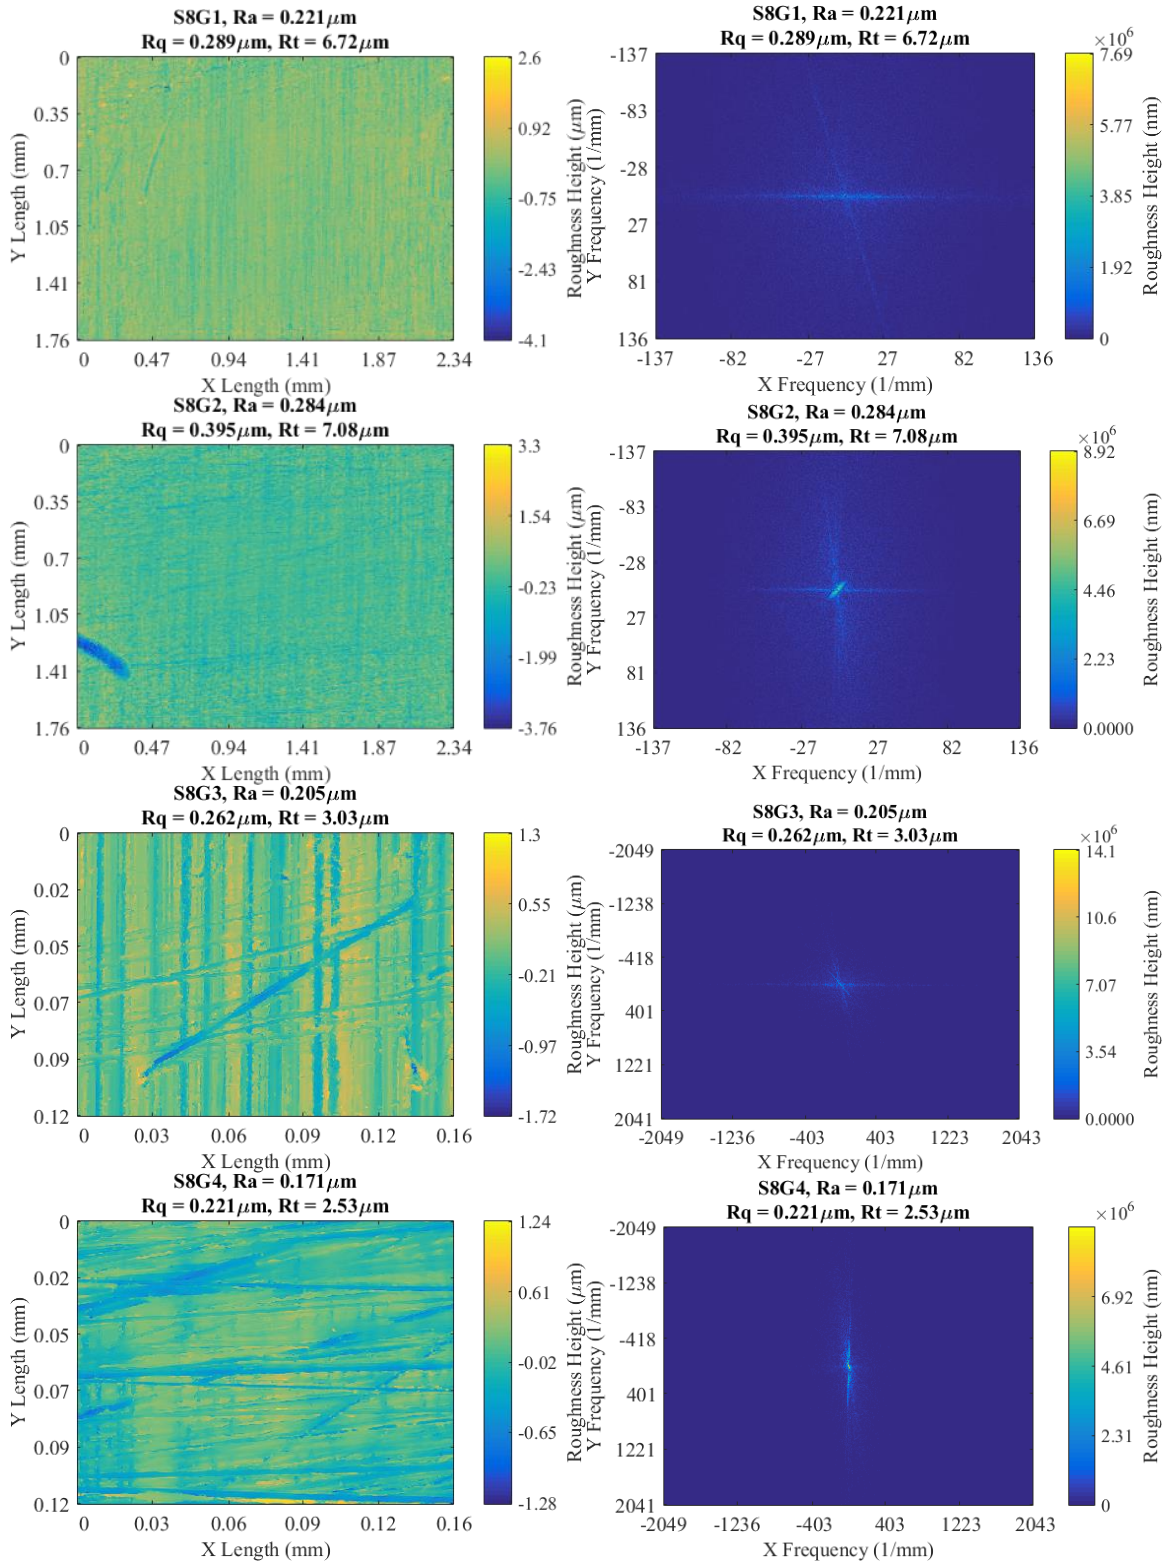 S8G1, Ra = 0.221μm
Rq = 0.289μm, Rt = 6.72μm
0
0.35
0.7
1.05
1.41
1.76
Y Length (mm)
0 0.47 0.94 1.41 1.87 2.34
X Length (mm)
2.6
0.92
-0.75
-2.43
-4.1
Roughness Height (μm)
S8G1, Ra = 0.221μm
Rq = 0.289μm, Rt = 6.72μm
-137
-83
-28
27
81
136
Y Frequency (1/mm)
-137 -82 -27 27 82 136
X Frequency (1/mm)
×10⁶
7.69
5.77
3.85
1.92
0
Roughness Height (nm)
S8G2, Ra = 0.284μm
Rq = 0.395μm, Rt = 7.08μm
0
0.35
0.7
1.05
1.41
1.76
Y Length (mm)
0 0.47 0.94 1.41 1.87 2.34
X Length (mm)
3.3
1.54
-0.23
-1.99
-3.76
Roughness Height (μm)
S8G2, Ra = 0.284μm
Rq = 0.395μm, Rt = 7.08μm
-137
-83
-28
27
81
136
Y Frequency (1/mm)
-137 -82 -27 27 82 136
X Frequency (1/mm)
×10⁶
8.92
6.69
4.46
2.23
0.0000
Roughness Height (nm)
S8G3, Ra = 0.205μm
Rq = 0.262μm, Rt = 3.03μm
0
0.02
0.05
0.07
0.09
0.12
Y Length (mm)
0 0.03 0.06 0.09 0.12 0.16
X Length (mm)
1.3
0.55
-0.21
-0.97
-1.72
Roughness Height (μm)
S8G3, Ra = 0.205μm
Rq = 0.262μm, Rt = 3.03μm
-2049
-1238
-418
401
1221
2041
Y Frequency (1/mm)
-2049 -1236 -403 403 1223 2043
X Frequency (1/mm)
×10⁶
14.1
10.6
7.07
3.54
0.0000
Roughness Height (nm)
S8G4, Ra = 0.171μm
Rq = 0.221μm, Rt = 2.53μm
0
0.02
0.05
0.07
0.09
0.12
Y Length (mm)
0 0.03 0.06 0.09 0.12 0.16
X Length (mm)
1.24
0.61
-0.02
-0.65
-1.28
Roughness Height (μm)
S8G4, Ra = 0.171μm
Rq = 0.221μm, Rt = 2.53μm
-2049
-1238
-418
401
1221
2041
Y Frequency (1/mm)
-2049 -1236 -403 403 1223 2043
X Frequency (1/mm)
×10⁶
6.92
4.61
2.31
0
Roughness Height (nm)